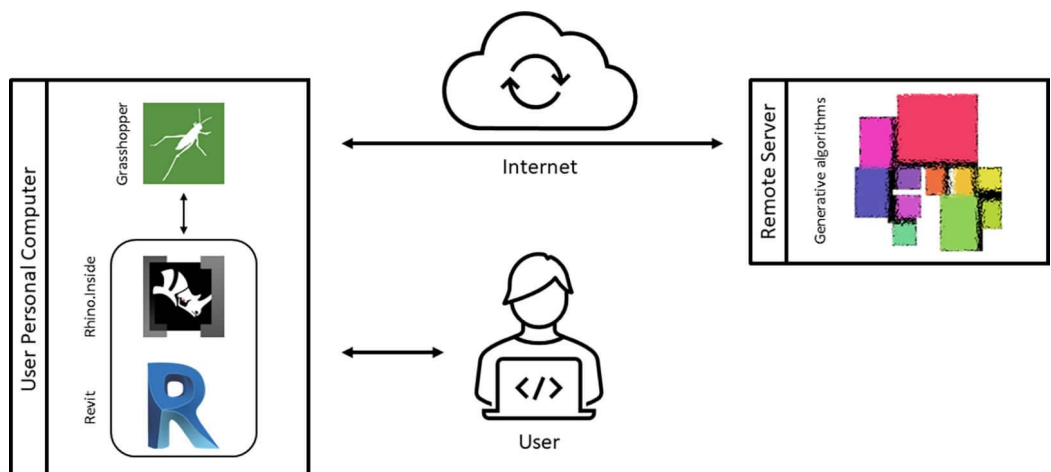 User Personal Computer
Grasshopper
Rhino.Inside
Revit
R
Internet
</>
User
Remote Server
Generative algorithms